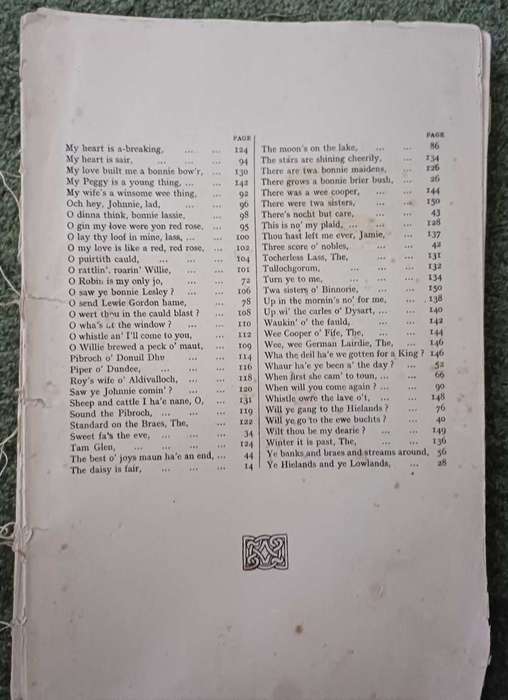 PAGE
My heart is a-breaking, ... ... 124
My heart is sair, ... ... 94
My love built me a bonnie bow'r, ... 130
My Peggy is a young thing, ... ... 142
My wife's a winsome wee thing, ... 92
Och hey, Johnnie, lad, ... ... 96
O dinna think, bonnie lassie, ... 98
O gin my love were yon red rose, ... 95
O lay thy loof in mine, lass, ... ... 100
O my love is like a red, red rose, ... 102
O puirtith cauld, ... ... ... 104
O rattlin', roarin' Willie, ... ... 101
O Robin is my only jo, ... ... 72
O saw ye bonnie Lesley ? ... ... 106
O send Lewie Gordon hame, ... 78
O wert thou in the cauld blast ? ... 108
O wha's at the window ? ... ... 110
O whistle an' I'll come to you, ... 112
O Willie brewed a peck o' maut, ... 109
Pibroch o' Donuil Dhu ... ... 114
Piper o' Dundee, ... ... ... 116
Roy's wife o' Aldivalloch, ... ... 118
Saw ye Johnnie comin' ? ... ... 120
Sheep and cattle I ha'e nane, O, ... 131
Sound the Pibroch, ... ... ... 119
Standard on the Braes, The, ... 122
Sweet fa's the eve, ... ... ... 34
Tam Glen, ... ... ... ... 124
The best o' joys maun ha'e an end, ... 44
The daisy is fair, ... ... ... 14
PAGE
The moon's on the lake, ... ... 86
The stars are shining cheerily, ... 134
There are twa bonnie maidens, ... 126
There grows a bonnie brier bush, ... 26
There was a wee cooper, ... ... 144
There were twa sisters, ... ... 150
There's nocht but care, ... ... 43
This is no' my plaid, ... ... ... 128
Thou hast left me ever, Jamie, ... 137
Three score o' nobles, ... ... 42
Tocherless Lass, The, ... ... 131
Tullochgorum, ... ... ... 132
Turn ye to me, ... ... ... 134
Twa sisters o' Binnorie, ... ... 150
Up in the mornin's no' for me, ... 138
Up wi' the carles o' Dysart, ... ... 140
Waukin' o' the fauld, ... ... 142
Wee Cooper o' Fife, The, ... ... 144
Wee, wee German Lairdie, The, ... 146
Wha the deil ha'e we gotten for a King ? 146
Whaur ha'e ye been a' the day ? ... 52
When first she cam' to toun, ... ... 66
When will you come again ? ... ... 90
Whistle owre the lave o't, ... ... 148
Will ye gang to the Hielands ? ... 76
Will ye go to the ewe buchts ? ... 40
Wilt thou be my dearie ? ... ... 149
Winter it is past, The, ... ... 136
Ye banks and braes and streams around, 56
Ye Hielands and ye Lowlands, ... 28